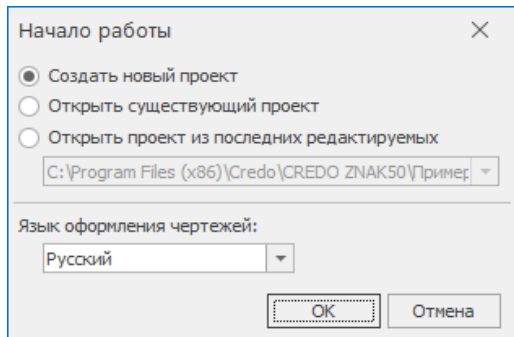 Начало работы
Создать новый проект
Открыть существующий проект
Открыть проект из последних редактируемых
C:\Program Files (x86)\Credo\CREDO ZNAK50\Пример
Язык оформления чертежей:
Русский
OK
Отмена